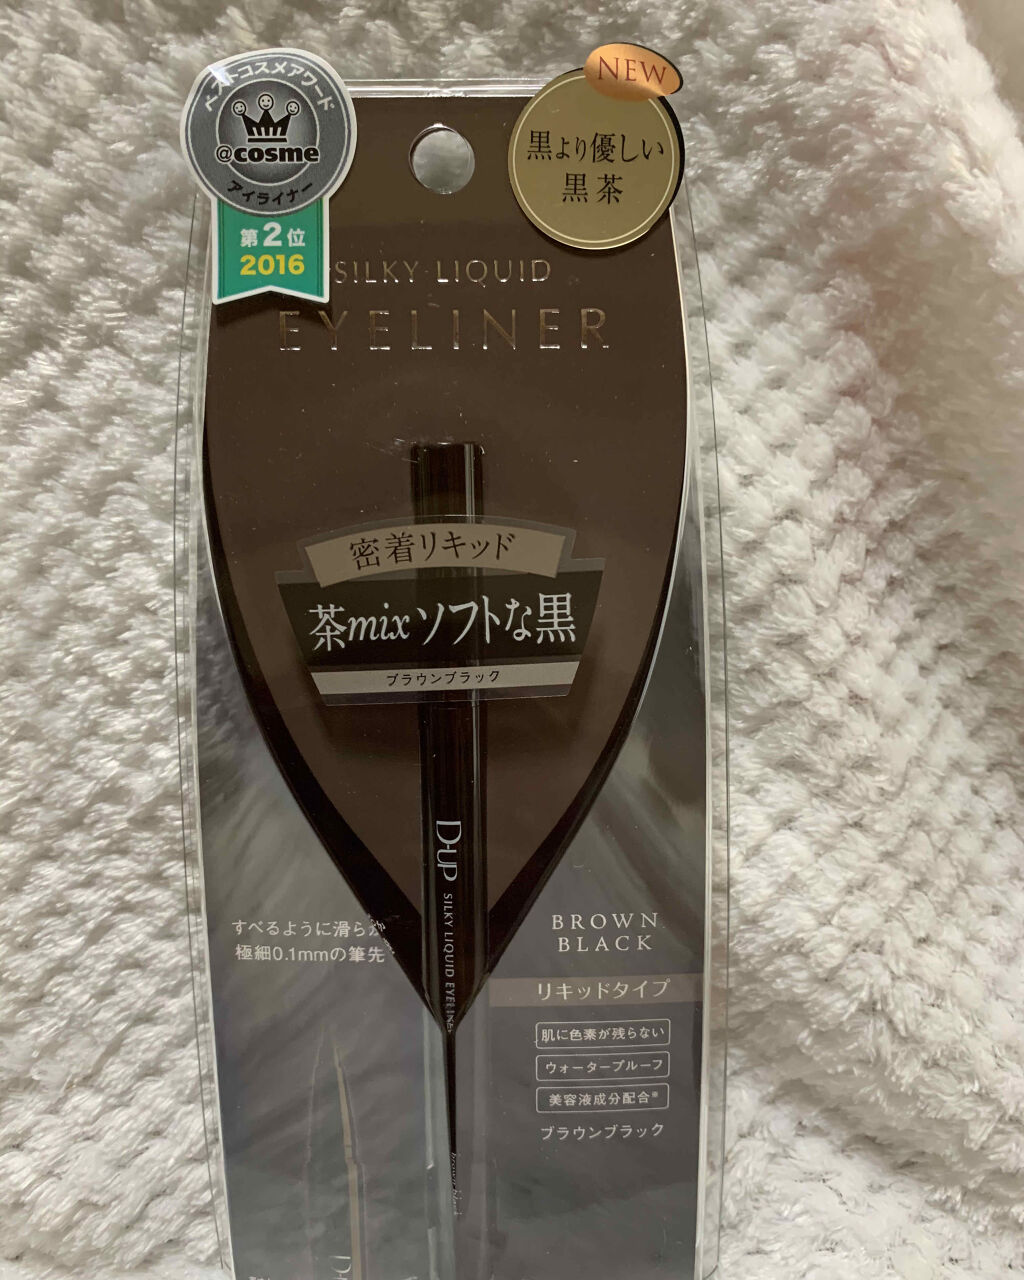 ベストコスメアワード
@cosme
アイライナー
第2位
2016
NEW
黒より優しい
黒茶
SILKY LIQUID
EYELINER
密着リキッド
茶mixソフトな黒
ブラウンブラック
D-UP SILKY LIQUID EYELINER
brown black
すべるように滑らか
極細0.1mmの筆先
BROWN
BLACK
リキッドタイプ
肌に色素が残らない
ウォータープルーフ
美容液成分配合※
ブラウンブラック